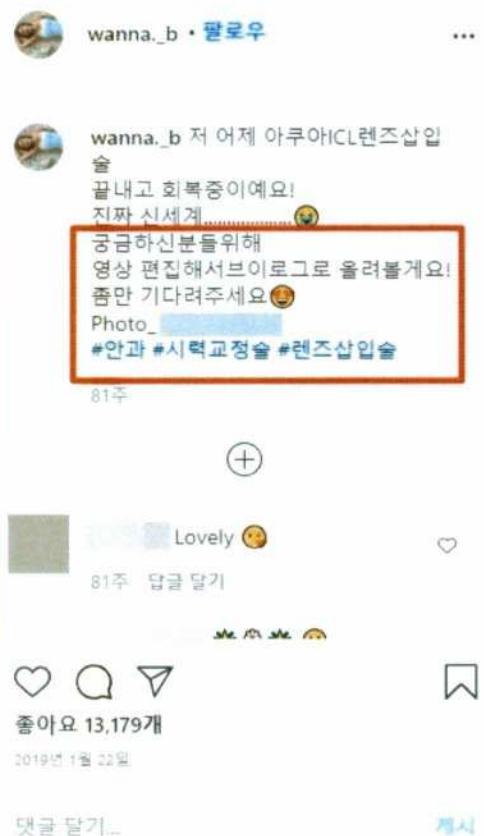 wanna._b • 팔로우
wanna._b 저 어제 아쿠아ICL렌즈삽입
술
끝내고 회복중이예요!
진짜 신세계....................
궁금하신분들위해
영상 편집해서브이로그로 올려볼게요!
좀만 기다려주세요
Photo_
#안과 #시력교정술 #렌즈삽입술
81주
Lovely
81주 답글 달기
좋아요 13,179개
2019년 1월 22일
댓글 달기...
게시